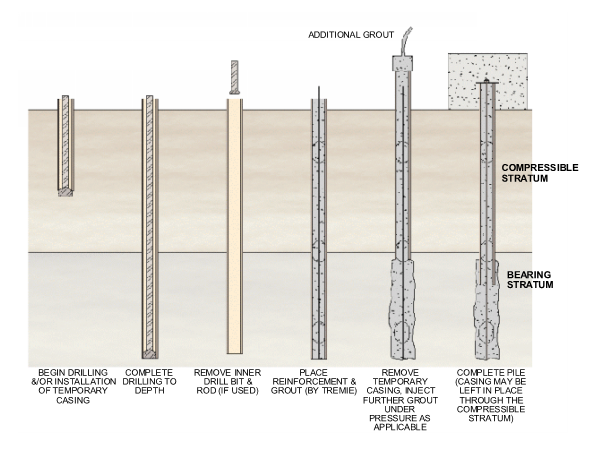 ADDITIONAL GROUT
COMPRESSIBLE
STRATUM
BEARING
STRATUM
BEGIN DRILLING
&/OR INSTALLATION
OF TEMPORARY
CASING
COMPLETE
DRILLING TO
DEPTH
REMOVE INNER
DRILL BIT &
ROD (IF USED)
PLACE
REINFORCEMENT &
GROUT (BY TREMIE)
REMOVE
TEMPORARY
CASING, INJECT
FURTHER GROUT
UNDER
PRESSURE AS
APPLICABLE
COMPLETE PILE
(CASING MAY BE
LEFT IN PLACE
THROUGH THE
COMPRESSIBLE
STRATUM)